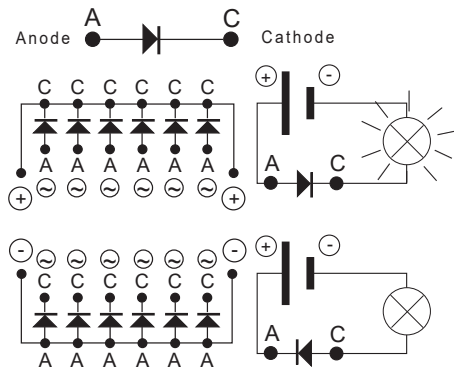 A C
Anode Cathode
C C C C C C
A A A A A A
~ ~ ~ ~ ~ ~
+ +
+ -
A C
- ~ ~ ~ ~ ~ ~ -
C C C C C C
A A A A A A
+ -
A C